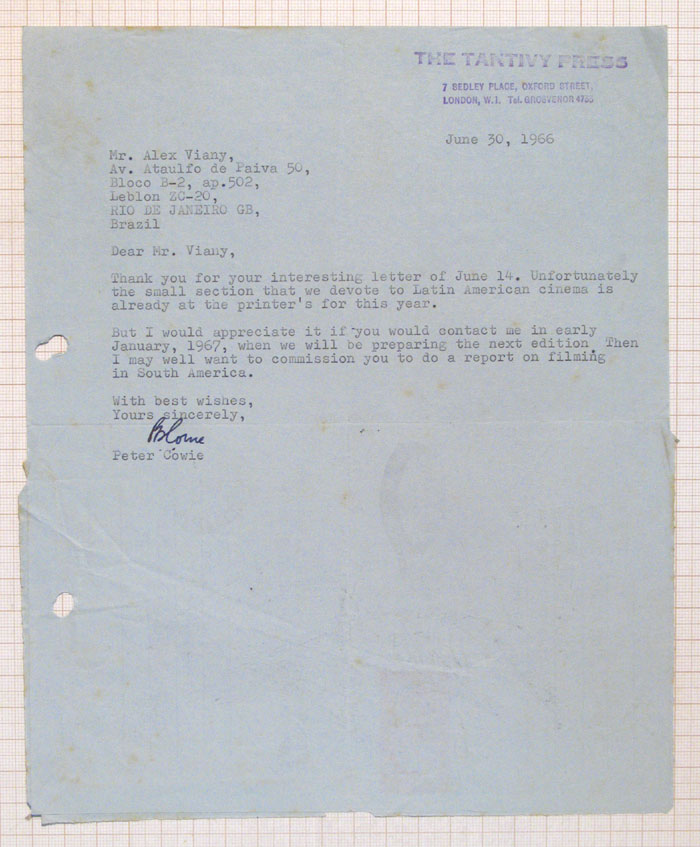 THE TANTIVY PRESS
7 SEDLEY PLACE, OXFORD STREET,
LONDON, W.1. Tel. GROSVENOR
June 30, 1966
Mr. Alex Viany,
Av. Ataulfo de Paiva 50,
Bloco B-2, ap.502,
Leblon ZC-20,
RIO DE JANEIRO GB,
Brazil
Dear Mr. Viany,
Thank you for your interesting letter of June 14. Unfortunately
the small section that we devote to Latin American cinema is
already at the printer's for this year.
But I would appreciate it if you would contact me in early
January, 1967, when we will be preparing the next edition. Then
I may well want to commission you to do a report on filming
in South America.
With best wishes,
Yours sincerely,
Peter Cowie